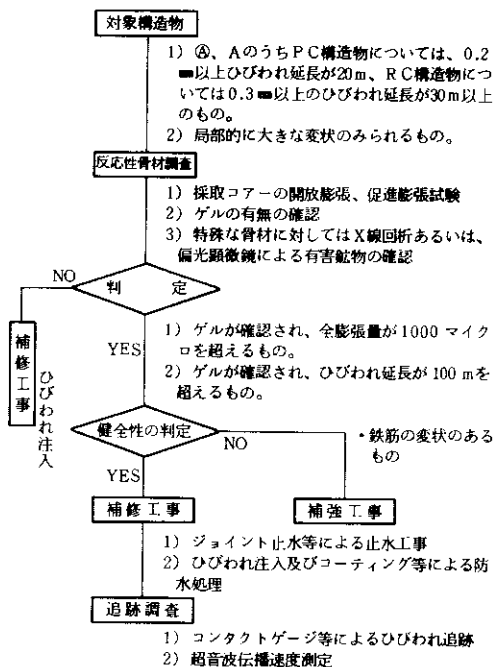 対象構造物
1) Ⓐ、AのうちPC構造物については、0.2
㎜以上ひびわれ延長が20m、RC構造物につ
いては0.3㎜以上のひびわれ延長が30m以上
のもの。
2) 局部的に大きな変状のみられるもの。
反応性骨材調査
1) 採取コアーの開放膨張、促進膨張試験
2) ゲルの有無の確認
3) 特殊な骨材に対してはX線回折あるいは、
偏光顕微鏡による有害鉱物の確認
NO
判定
補修工事
ひびわれ注入
YES
1) ゲルが確認され、全膨張量が1000マイク
ロを超えるもの。
2) ゲルが確認され、ひびわれ延長が100mを
超えるもの。
健全性の判定
NO
・鉄筋の変状のある
もの
YES
補修工事
補強工事
1) ジョイント止水等による止水工事
2) ひびわれ注入及びコーティング等による防
水処理
追跡調査
1) コンタクトゲージ等によるひびわれ追跡
2) 超音波伝播速度測定